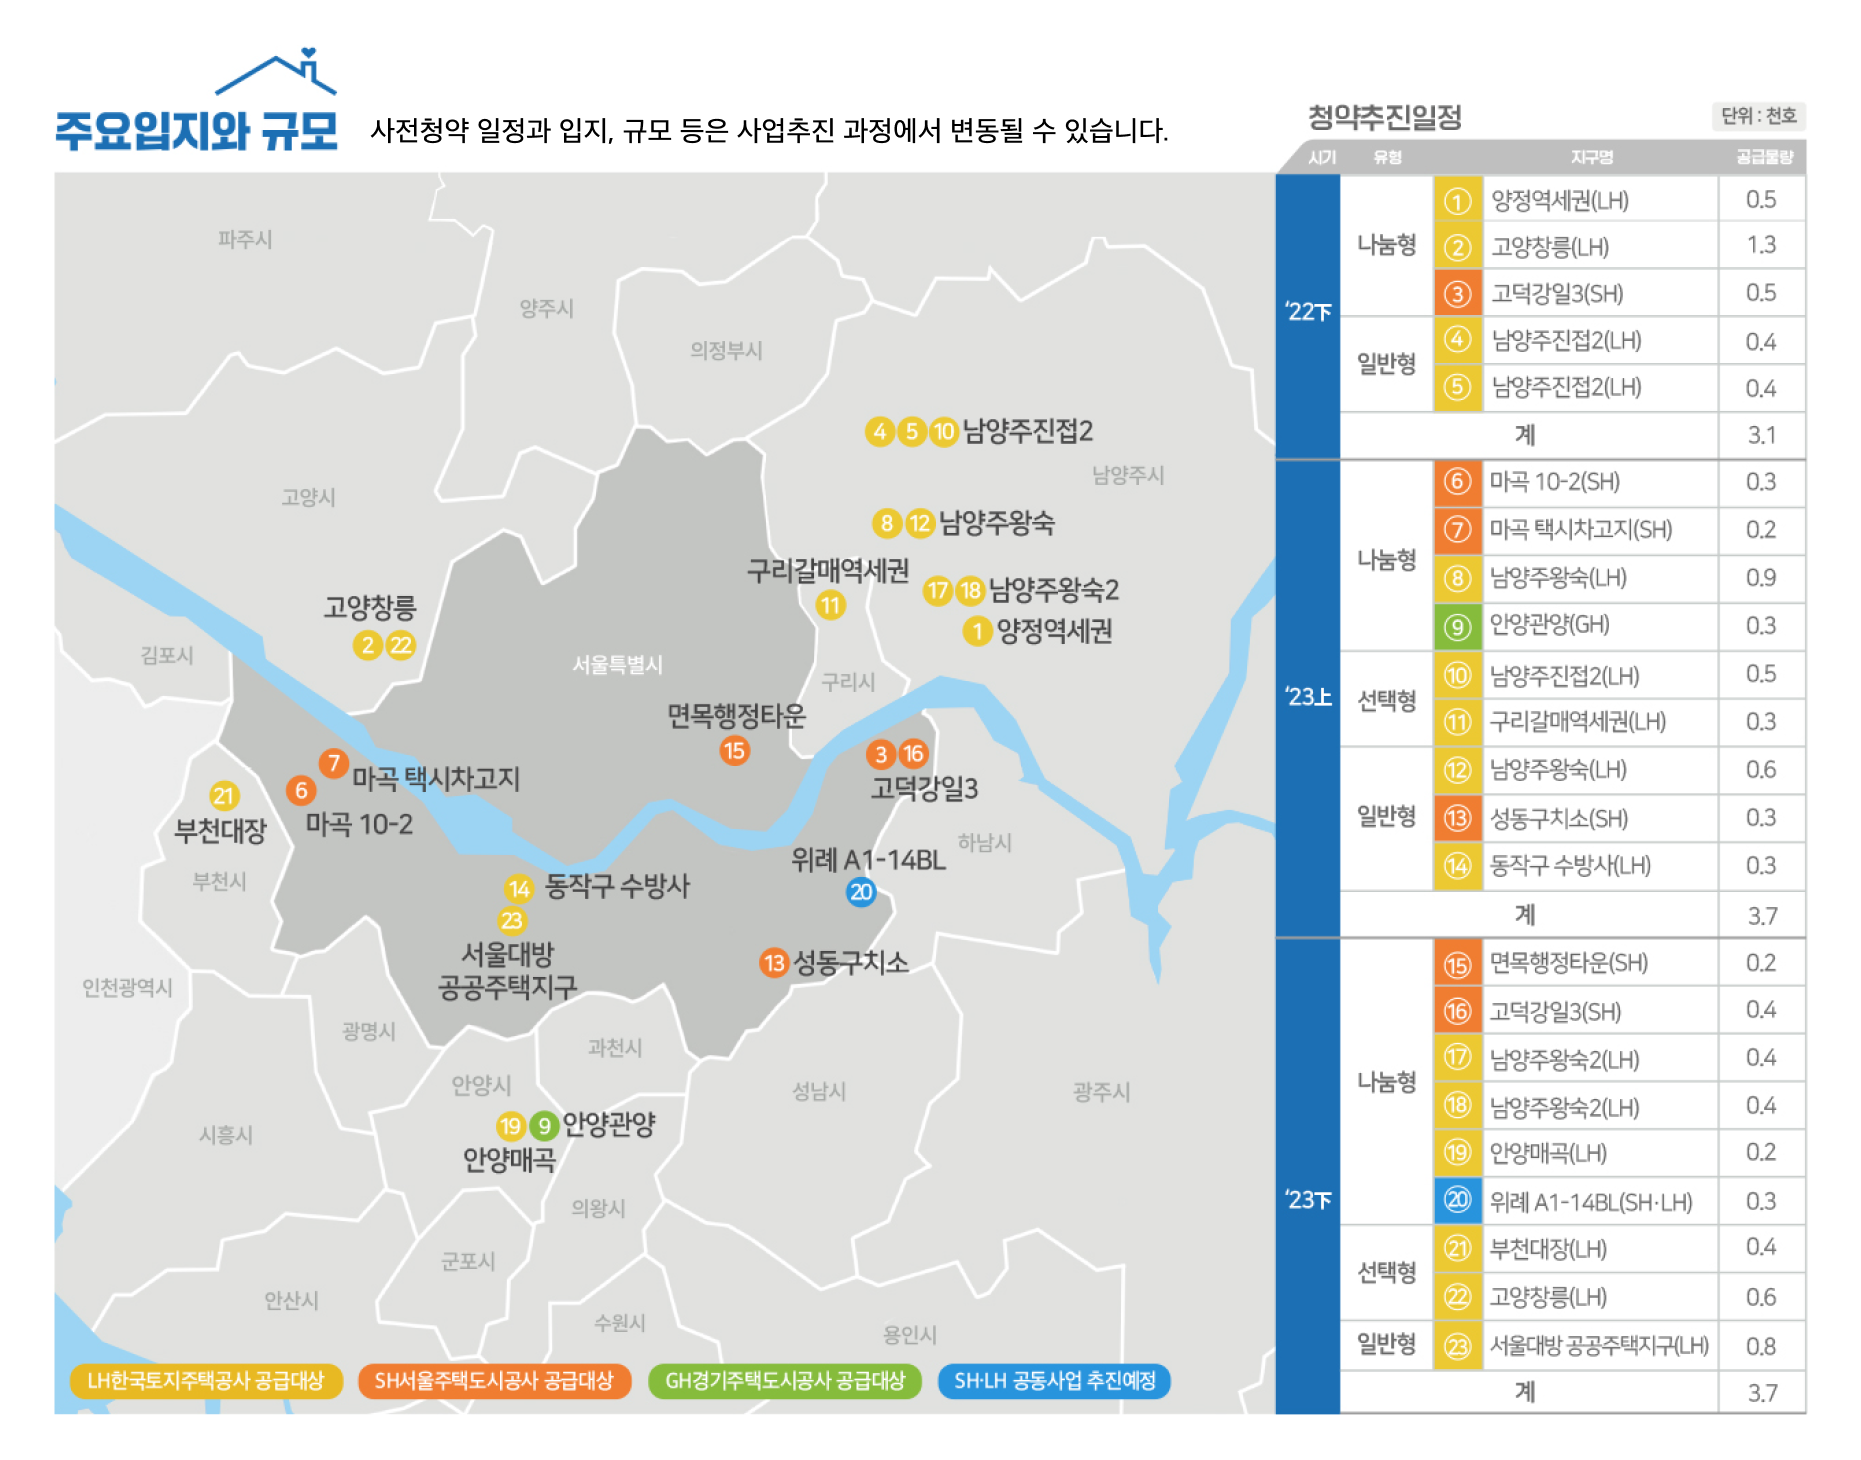 주요입지와 규모
사전청약 일정과 입지, 규모 등은 사업추진 과정에서 변동될 수 있습니다.
파주시
양주시
의정부시
④ ⑤ ⑩ 남양주진접2
남양주시
고양시
⑧ ⑫ 남양주왕숙
구리갈매역세권
⑪
⑰ ⑱ 남양주왕숙2
① 양정역세권
고양창릉
② ㉒
김포시
서울특별시
구리시
면목행정타운
⑮
③ ⑯
고덕강일3
⑦ 마곡 택시차고지
⑥ 마곡 10-2
㉑
부천대장
부천시
하남시
위례 A1-14BL
⑳
⑭ 동작구 수방사
㉓
서울대방
공공주택지구
⑬ 성동구치소
인천광역시
광명시
과천시
안양시
성남시
광주시
시흥시
⑲ ⑨ 안양관양
안양매곡
의왕시
군포시
안산시
수원시
용인시
LH한국토지주택공사 공급대상
SH서울주택도시공사 공급대상
GH경기주택도시공사 공급대상
SH·LH 공동사업 추진예정
청약추진일정
단위 : 천호
시기 유형 지구명 공급물량
'22下
나눔형
① 양정역세권(LH) 0.5
② 고양창릉(LH) 1.3
③ 고덕강일3(SH) 0.5
일반형
④ 남양주진접2(LH) 0.4
⑤ 남양주진접2(LH) 0.4
계 3.1
'23上
나눔형
⑥ 마곡 10-2(SH) 0.3
⑦ 마곡 택시차고지(SH) 0.2
⑧ 남양주왕숙(LH) 0.9
⑨ 안양관양(GH) 0.3
선택형
⑩ 남양주진접2(LH) 0.5
⑪ 구리갈매역세권(LH) 0.3
일반형
⑫ 남양주왕숙(LH) 0.6
⑬ 성동구치소(SH) 0.3
⑭ 동작구 수방사(LH) 0.3
계 3.7
'23下
나눔형
⑮ 면목행정타운(SH) 0.2
⑯ 고덕강일3(SH) 0.4
⑰ 남양주왕숙2(LH) 0.4
⑱ 남양주왕숙2(LH) 0.4
⑲ 안양매곡(LH) 0.2
⑳ 위례 A1-14BL(SH·LH) 0.3
선택형
㉑ 부천대장(LH) 0.4
㉒ 고양창릉(LH) 0.6
일반형
㉓ 서울대방 공공주택지구(LH) 0.8
계 3.7